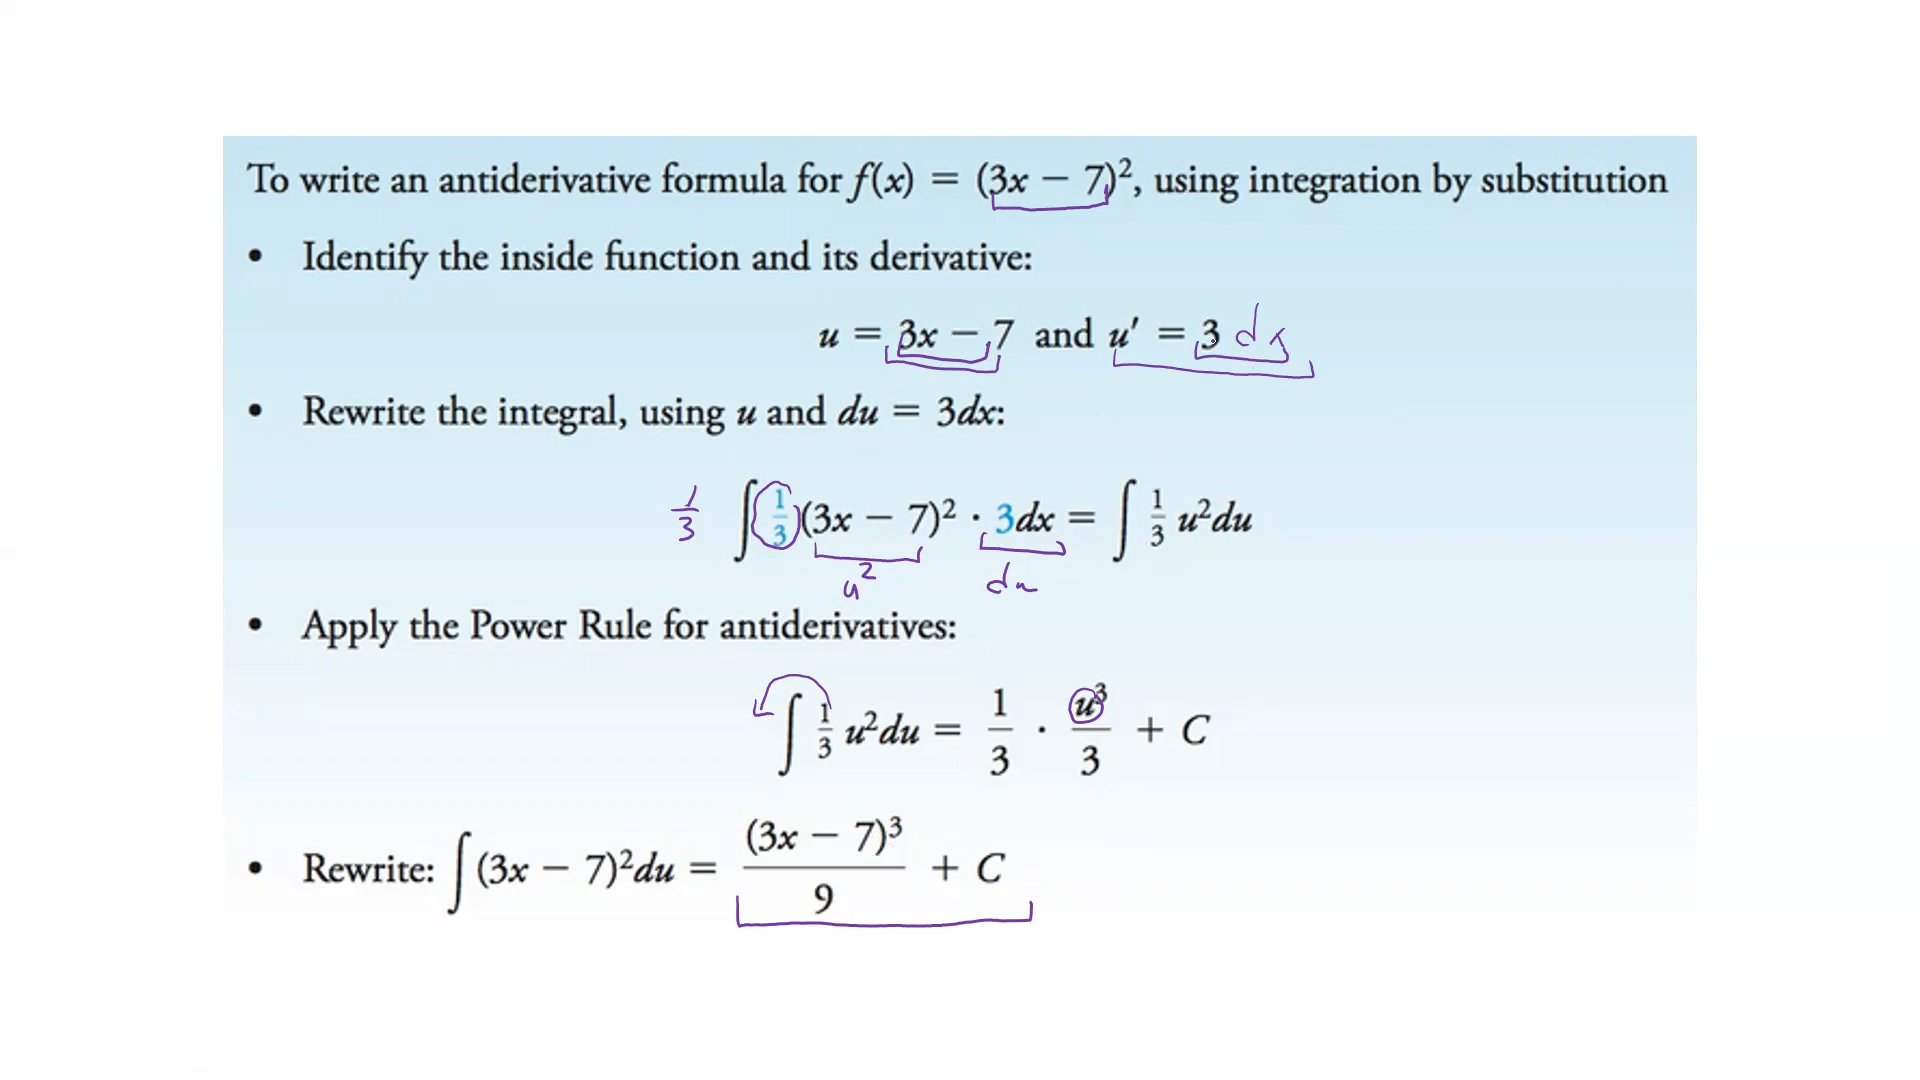 To write an antiderivative formula for f(x) = (3x − 7)², using integration by substitution
• Identify the inside function and its derivative:
u = 3x − 7 and u′ = 3 dx
• Rewrite the integral, using u and du = 3dx:
1/3 ∫ 1/3 (3x − 7)² · 3dx = ∫ 1/3 u²du
u² du
• Apply the Power Rule for antiderivatives:
∫ 1/3 u²du = 1/3 · u³/3 + C
• Rewrite: ∫(3x − 7)²du = (3x − 7)³/9 + C